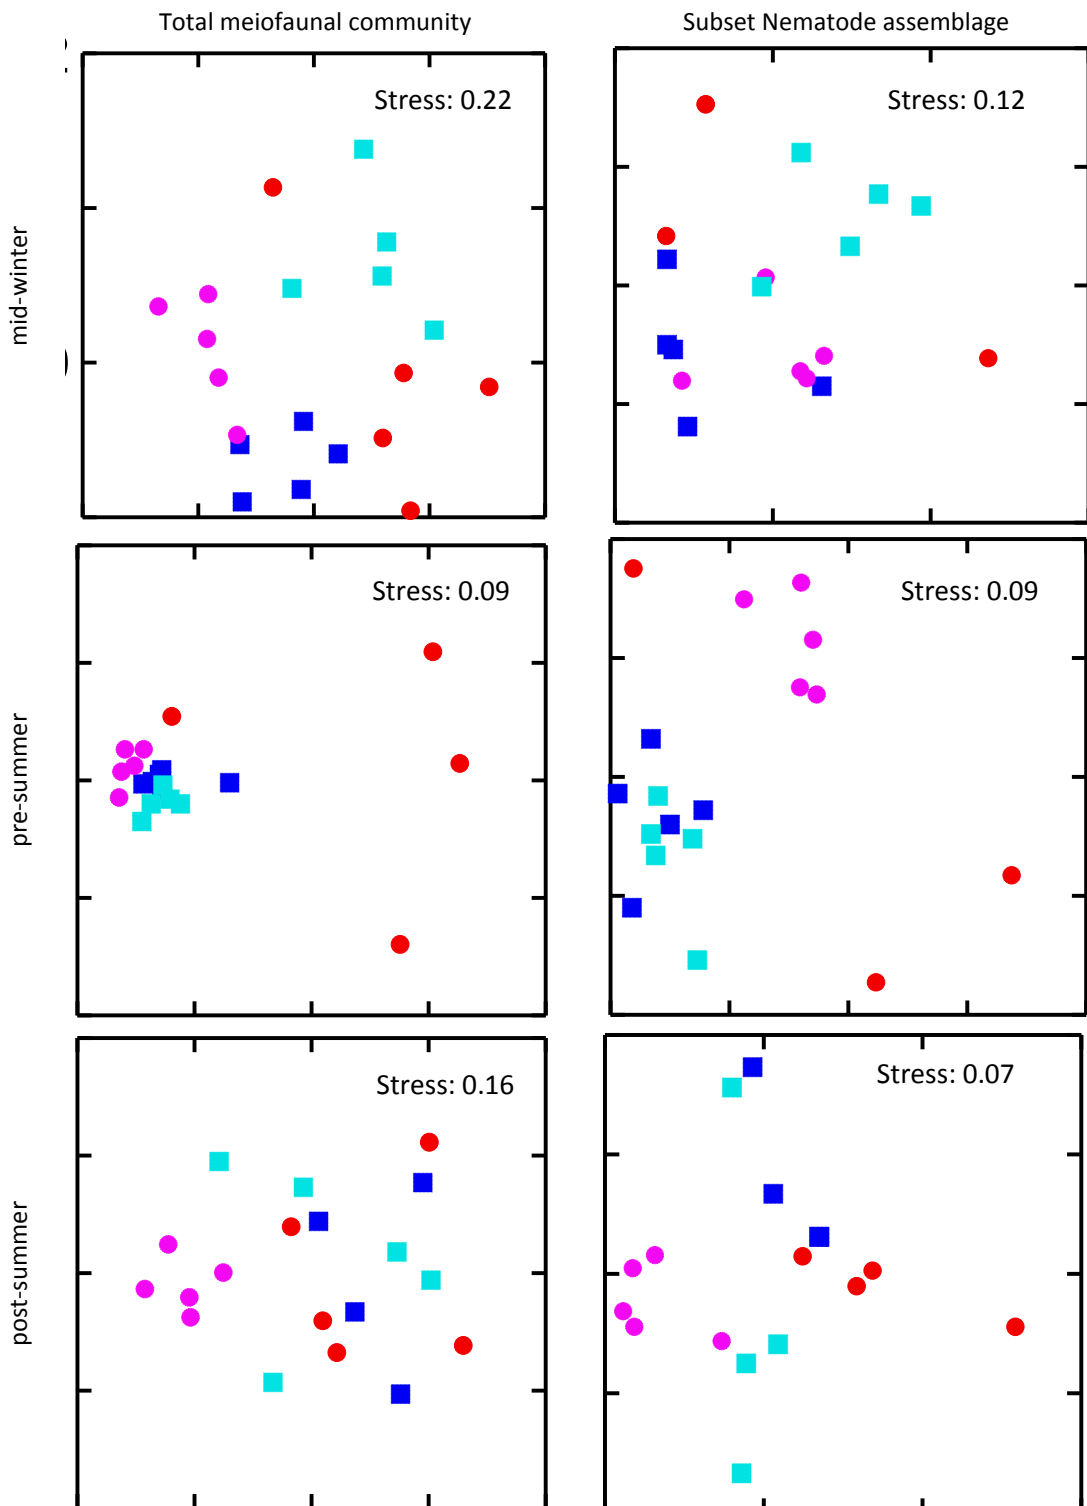 Total meiofaunal community
Subset Nematode assemblage
mid-winter
Stress: 0.22
Stress: 0.12
pre-summer
Stress: 0.09
Stress: 0.09
post-summer
Stress: 0.16
Stress: 0.07